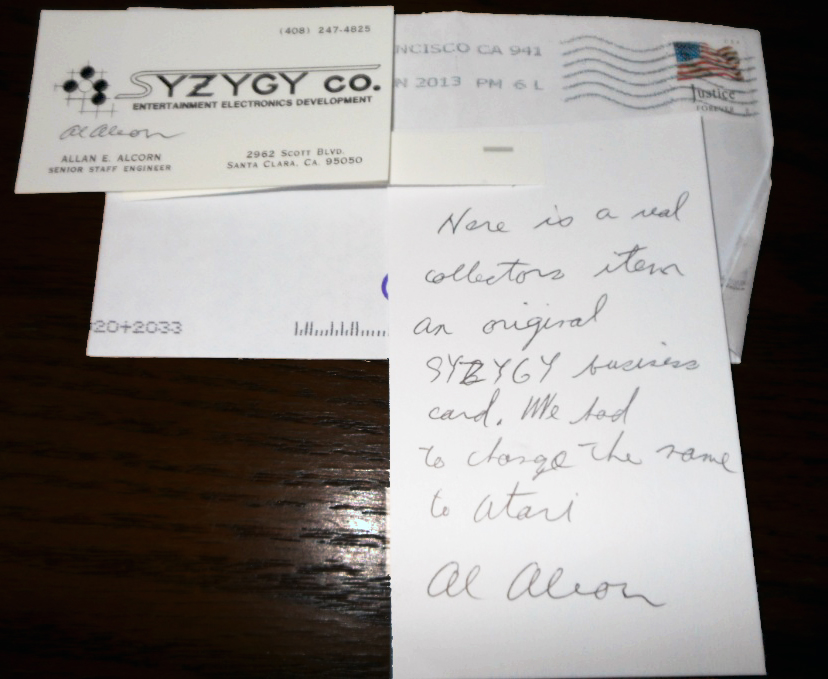 (408) 247-4825
SYZYGY CO.
ENTERTAINMENT ELECTRONICS DEVELOPMENT
Al Alcorn
ALLAN E. ALCORN
SENIOR STAFF ENGINEER
2962 SCOTT BLVD.
SANTA CLARA, CA. 95050
NCISCO CA 941
N 2013 PM 6 L
Justice
FOREVER
20+2033
Here is a real
collectors item
an original
SYZYGY business
card. We had
to change the name
to Atari
Al Alcorn